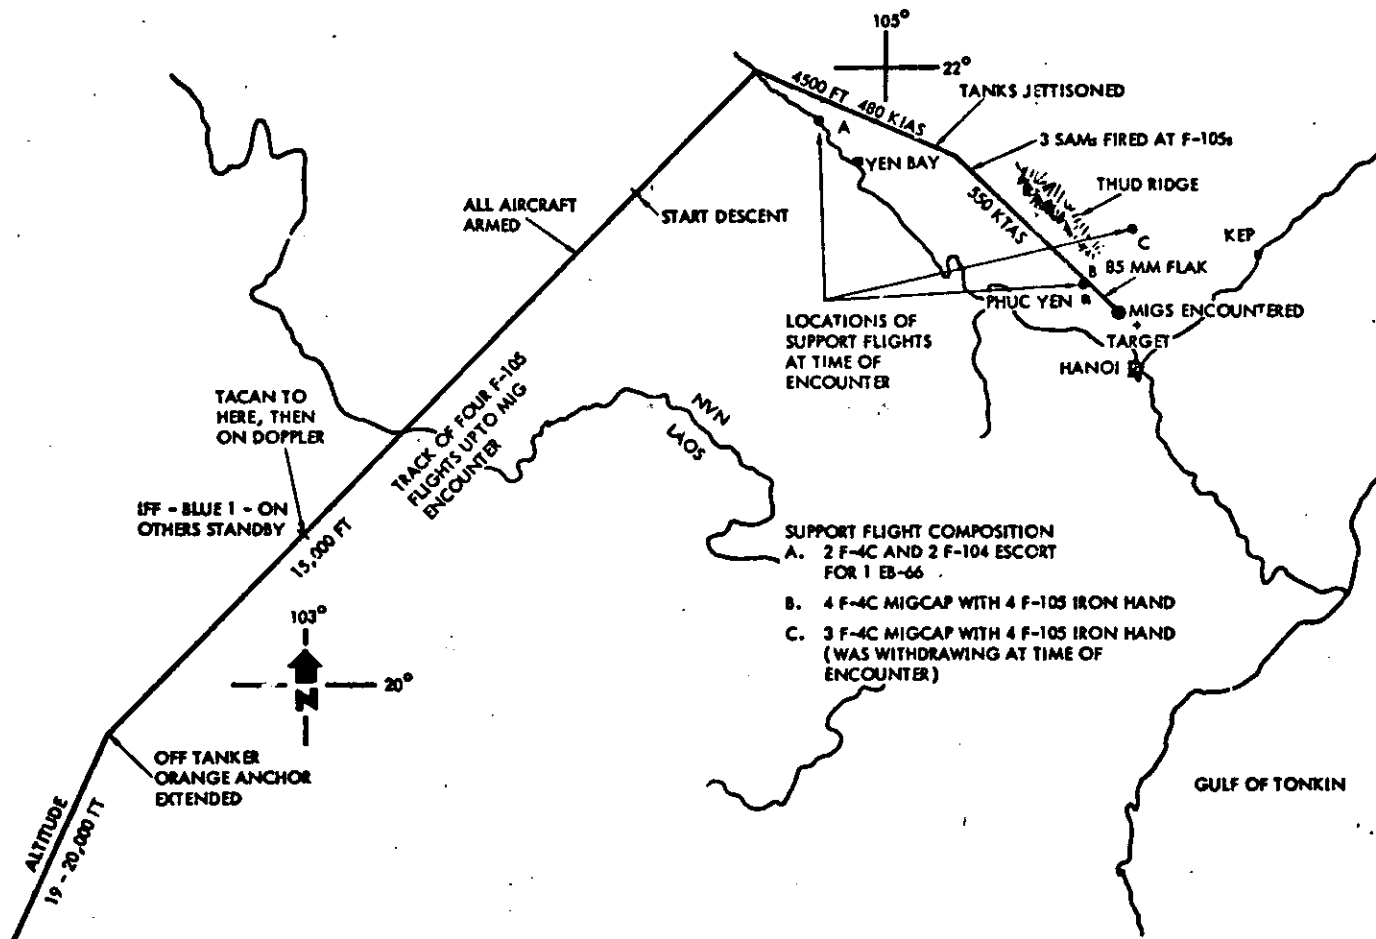 105°
22°
4500 FT 480 KIAS
TANKS JETTISONED
A
3 SAMs FIRED AT F-105s
YEN BAY
THUD RIDGE
ALL AIRCRAFT
ARMED
START DESCENT
550 KTAS
C
KEP
B
85 MM FLAK
PHUC YEN
MIGS ENCOUNTERED
LOCATIONS OF
SUPPORT FLIGHTS
AT TIME OF
ENCOUNTER
TARGET
HANOI
TACAN TO
HERE, THEN
ON DOPPLER
TRACK OF FOUR F-105
FLIGHTS UPTO MIG
ENCOUNTER
NVN
LAOS
IFF - BLUE 1 - ON
OTHERS STANDBY
15,000 FT
SUPPORT FLIGHT COMPOSITION
A. 2 F-4C AND 2 F-104 ESCORT
FOR 1 EB-66
B. 4 F-4C MIGCAP WITH 4 F-105 IRON HAND
C. 3 F-4C MIGCAP WITH 4 F-105 IRON HAND
(WAS WITHDRAWING AT TIME OF
ENCOUNTER)
103°
N
20°
OFF TANKER
ORANGE ANCHOR
EXTENDED
GULF OF TONKIN
ALTITUDE
19 - 20,000 FT